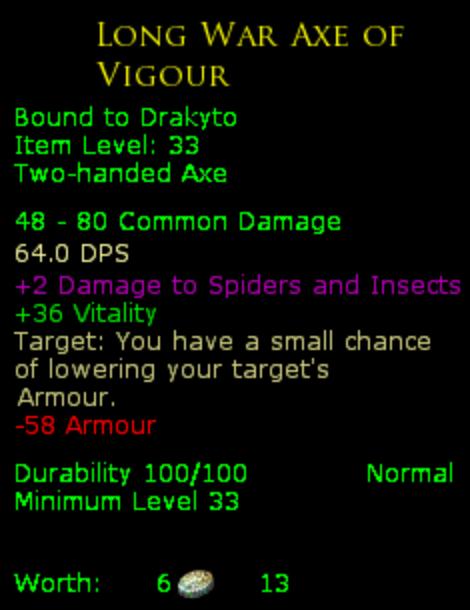 Long War Axe of
Vigour
Bound to Drakyto
Item Level: 33
Two-handed Axe
48 - 80 Common Damage
64.0 DPS
+2 Damage to Spiders and Insects
+36 Vitality
Target: You have a small chance
of lowering your target's
Armour.
-58 Armour
Durability 100/100 Normal
Minimum Level 33
Worth: 6 13